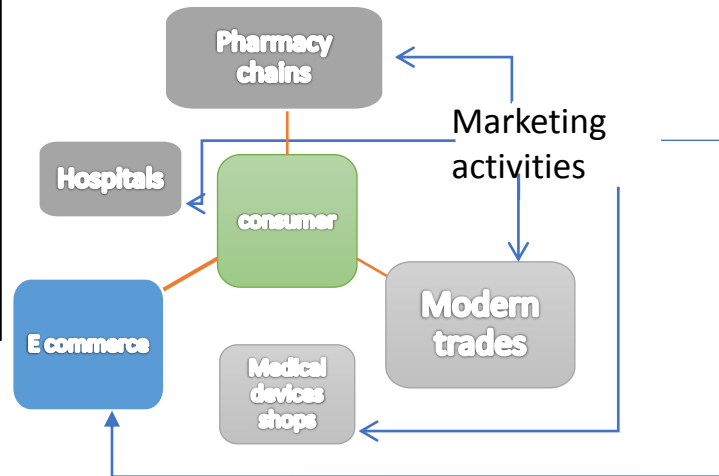 Pharmacy
chains
Marketing
activities
Hospitals
consumer
E commerce
Modern
trades
Medical
devices
shops